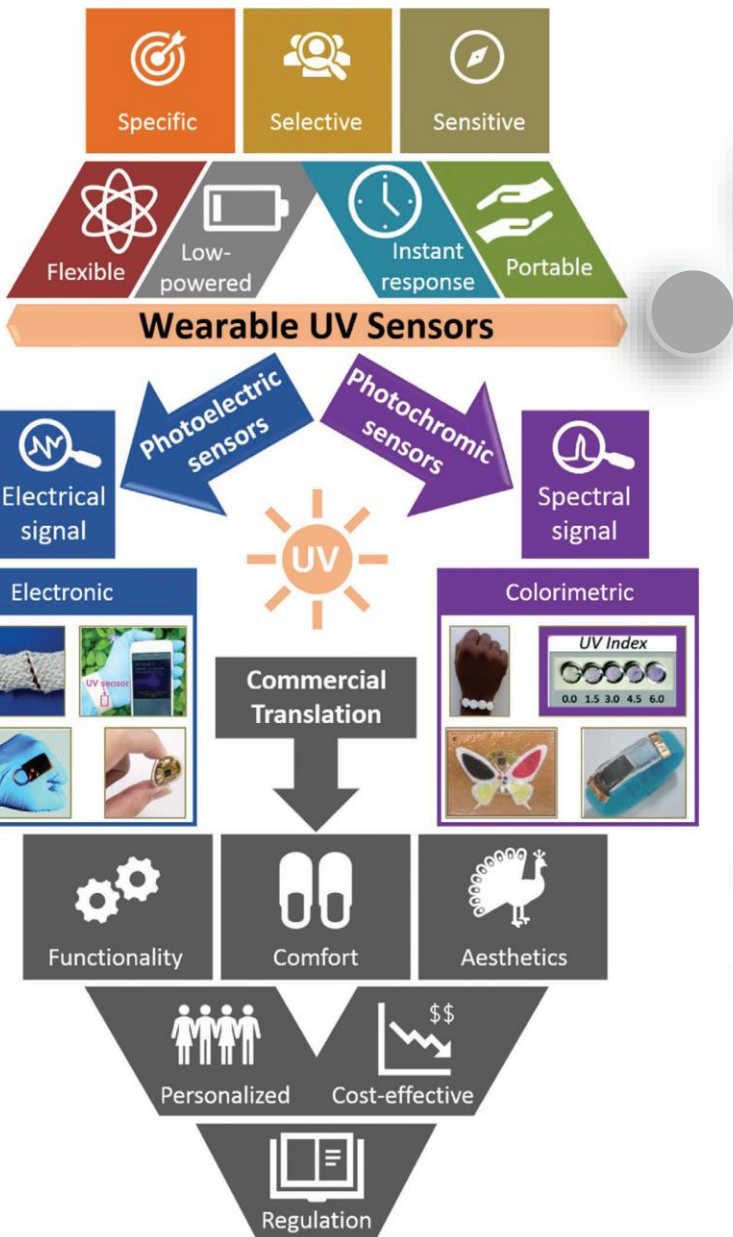 Specific
Selective
Sensitive
Flexible
Low-
powered
Instant
response
Portable
Wearable UV Sensors
Photoelectric
sensors
Photochromic
sensors
Electrical
signal
Spectral
signal
UV
Electronic
Colorimetric
UV sensor
UV Index
0.0 1.5 3.0 4.5 6.0
Commercial
Translation
Functionality
Comfort
Aesthetics
$$
Personalized
Cost-effective
Regulation